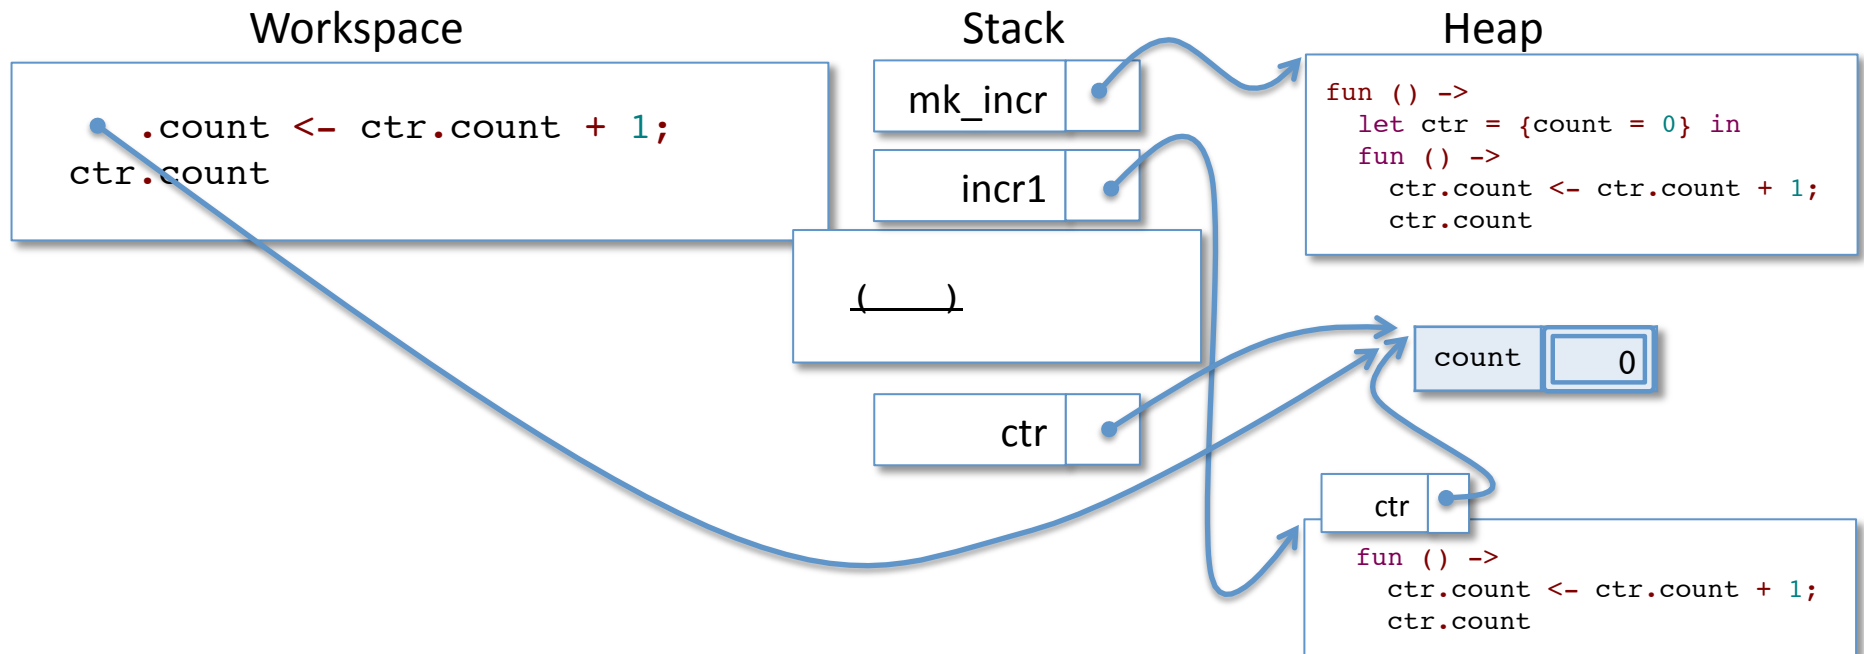 Workspace
.count <- ctr.count + 1;
ctr.count
Stack
mk_incr
incr1
(    )
ctr
Heap
fun () ->
let ctr = {count = 0} in
fun () ->
ctr.count <- ctr.count + 1;
ctr.count
count 0
ctr
fun () ->
ctr.count <- ctr.count + 1;
ctr.count